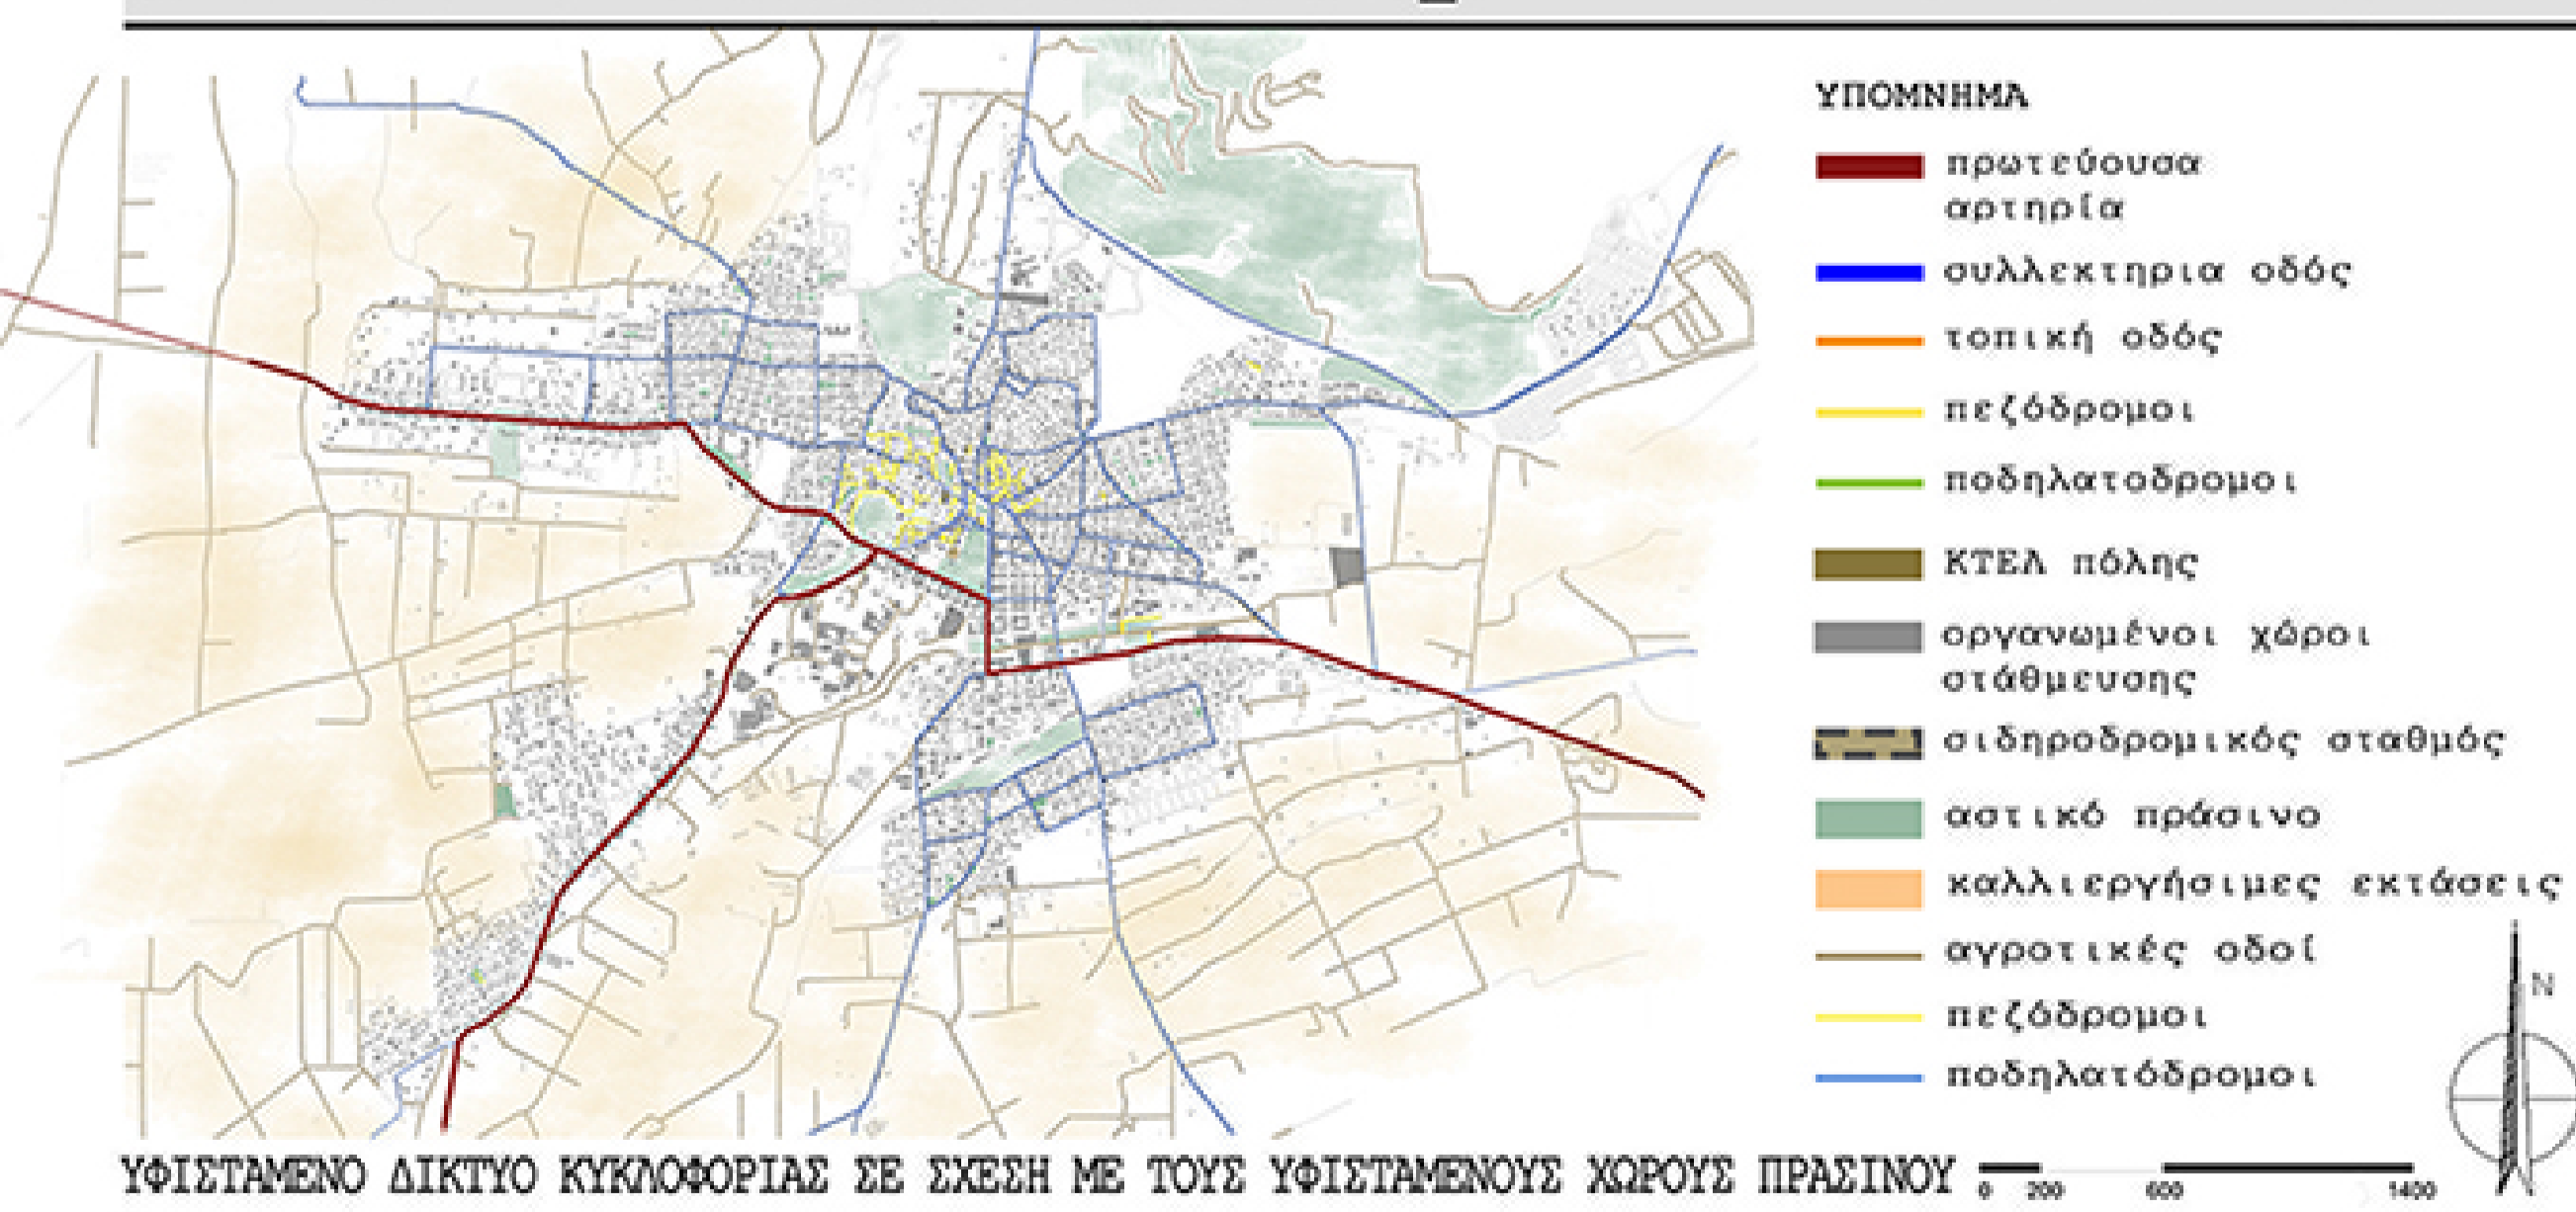 ΥΠΟΜΝΗΜΑ
πρωτεύουσα
αρτηρία
συλλεκτηρια οδός
τοπική οδός
πεζόδρομοι
ποδηλατοδρομοι
ΚΤΕΛ πόλης
οργανωμένοι χώροι
στάθμευσης
σιδηροδρομικός σταθμός
αστικό πράσινο
καλλιεργήσιμες εκτάσεις
αγροτικές οδοί
πεζόδρομοι
ποδηλατόδρομοι
N
ΥΦΙΣΤΑΜΕΝΟ ΔΙΚΤΥΟ ΚΥΚΛΟΦΟΡΙΑΣ ΣΕ ΣΧΕΣΗ ΜΕ ΤΟΥΣ ΥΦΙΣΤΑΜΕΝΟΥΣ ΧΩΡΟΥΣ ΠΡΑΣΙΝΟΥ
0 200 600 1400